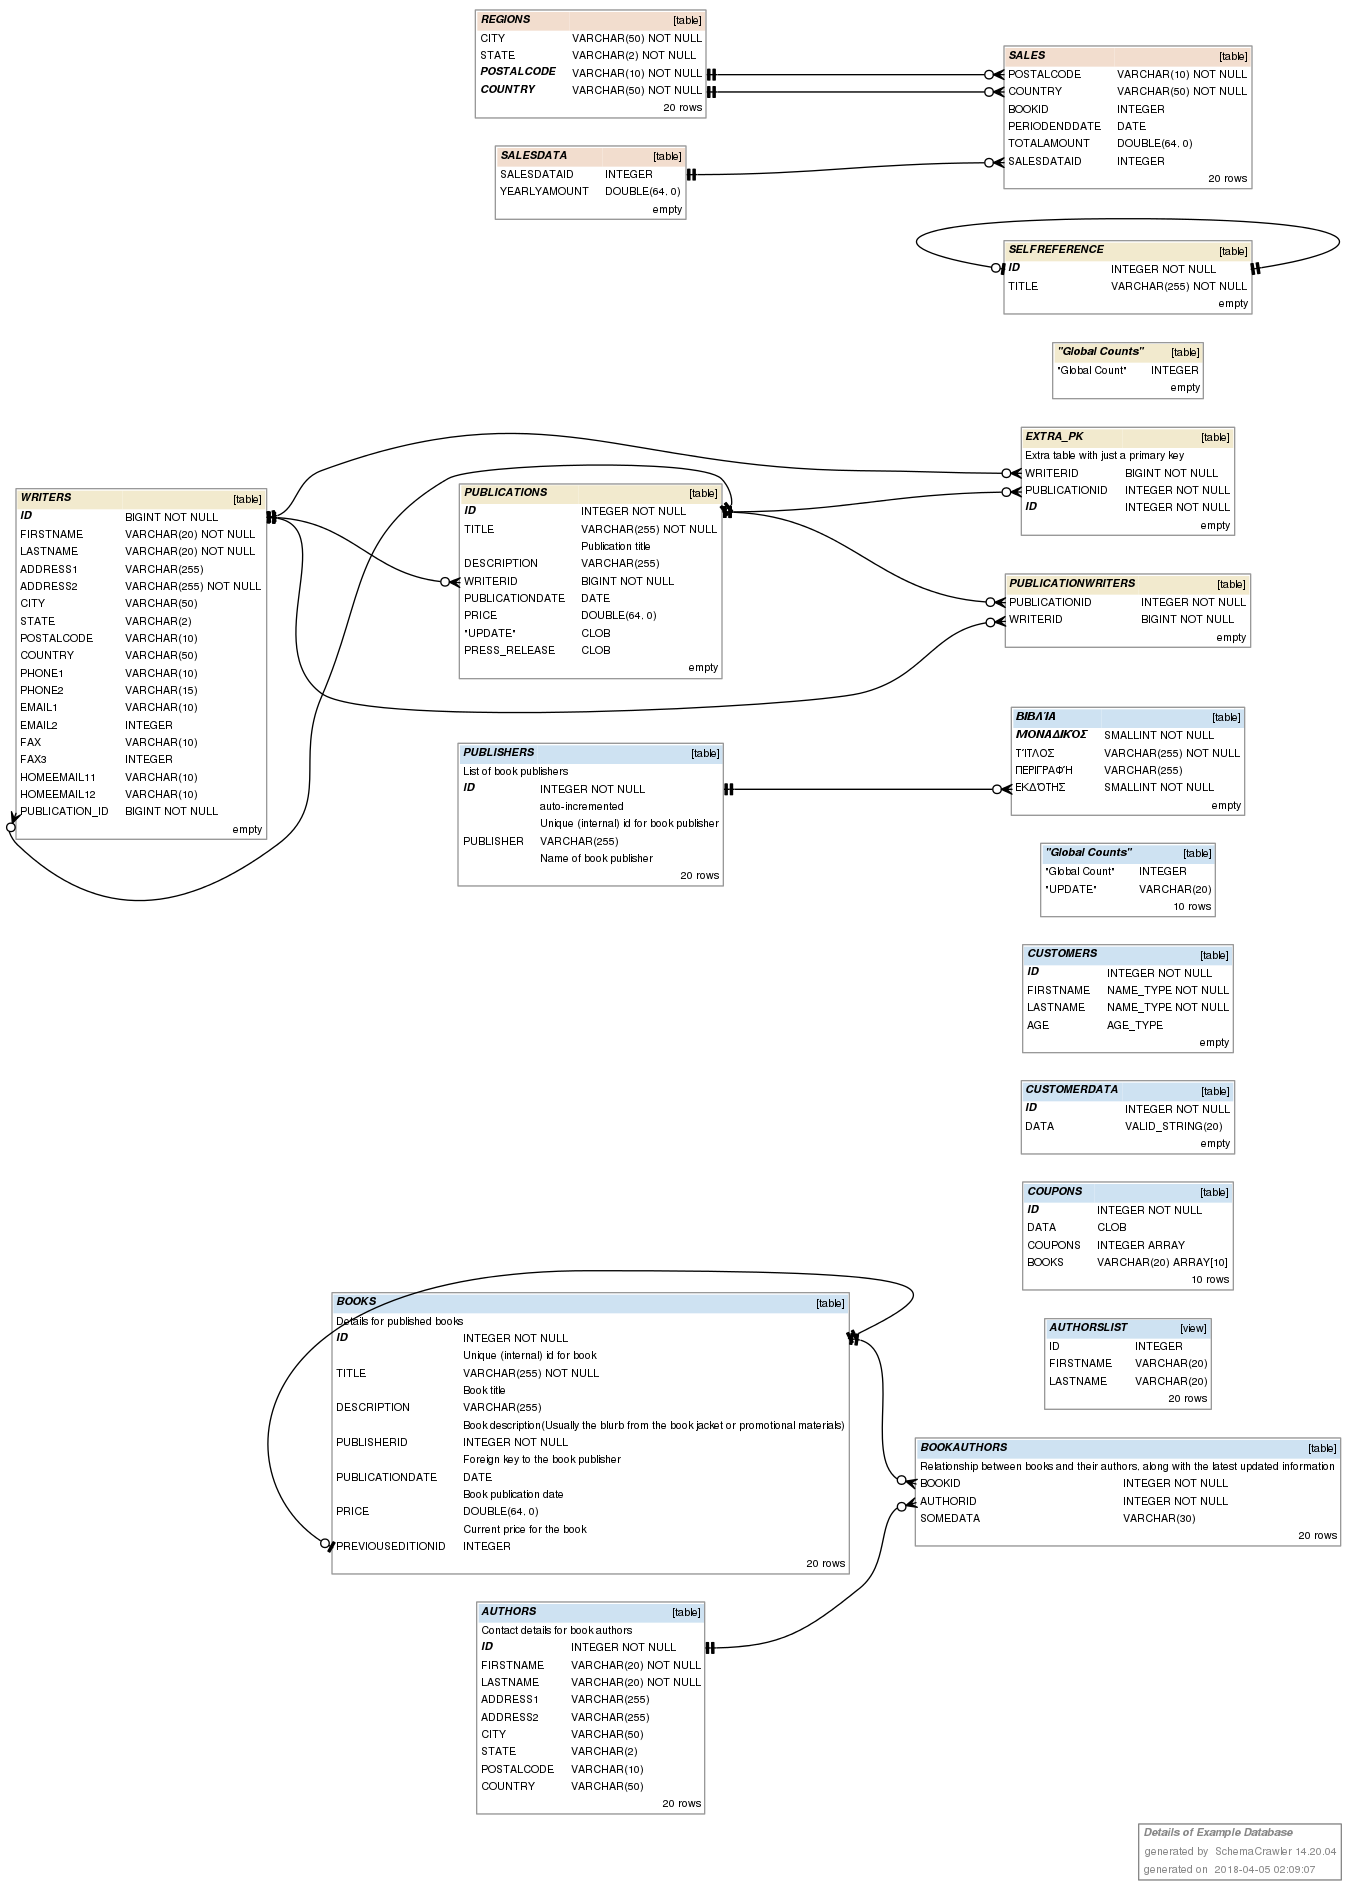 REGIONS [table]
CITY VARCHAR(50) NOT NULL
STATE VARCHAR(2) NOT NULL
POSTALCODE VARCHAR(10) NOT NULL
COUNTRY VARCHAR(50) NOT NULL
20 rows
SALES [table]
POSTALCODE VARCHAR(10) NOT NULL
COUNTRY VARCHAR(50) NOT NULL
BOOKID INTEGER
PERIODENDDATE DATE
TOTALAMOUNT DOUBLE(64, 0)
SALESDATAID INTEGER
20 rows
SALESDATA [table]
SALESDATAID INTEGER
YEARLYAMOUNT DOUBLE(64, 0)
empty
SELFREFERENCE [table]
ID INTEGER NOT NULL
TITLE VARCHAR(255) NOT NULL
empty
"Global Counts" [table]
"Global Count" INTEGER
empty
EXTRA_PK [table]
Extra table with just a primary key
WRITERID BIGINT NOT NULL
PUBLICATIONID INTEGER NOT NULL
ID INTEGER NOT NULL
empty
WRITERS [table]
ID BIGINT NOT NULL
FIRSTNAME VARCHAR(20) NOT NULL
LASTNAME VARCHAR(20) NOT NULL
ADDRESS1 VARCHAR(255)
ADDRESS2 VARCHAR(255) NOT NULL
CITY VARCHAR(50)
STATE VARCHAR(2)
POSTALCODE VARCHAR(10)
COUNTRY VARCHAR(50)
PHONE1 VARCHAR(10)
PHONE2 VARCHAR(15)
EMAIL1 VARCHAR(10)
EMAIL2 INTEGER
FAX VARCHAR(10)
FAX3 INTEGER
HOMEEMAIL11 VARCHAR(10)
HOMEEMAIL12 VARCHAR(10)
PUBLICATION_ID BIGINT NOT NULL
empty
PUBLICATIONS [table]
ID INTEGER NOT NULL
TITLE VARCHAR(255) NOT NULL
Publication title
DESCRIPTION VARCHAR(255)
WRITERID BIGINT NOT NULL
PUBLICATIONDATE DATE
PRICE DOUBLE(64, 0)
"UPDATE" CLOB
PRESS_RELEASE CLOB
empty
PUBLICATIONWRITERS [table]
PUBLICATIONID INTEGER NOT NULL
WRITERID BIGINT NOT NULL
empty
PUBLISHERS [table]
List of book publishers
ID INTEGER NOT NULL
auto-incremented
Unique (internal) id for book publisher
PUBLISHER VARCHAR(255)
Name of book publisher
20 rows
ΒΙΒΛΊΑ [table]
ΜΟΝΑΔΙΚΌΣ SMALLINT NOT NULL
ΤΊΤΛΟΣ VARCHAR(255) NOT NULL
ΠΕΡΙΓΡΑΦΉ VARCHAR(255)
ΕΚΔΌΤΗΣ SMALLINT NOT NULL
empty
"Global Counts" [table]
"Global Count" INTEGER
"UPDATE" VARCHAR(20)
10 rows
CUSTOMERS [table]
ID INTEGER NOT NULL
FIRSTNAME NAME_TYPE NOT NULL
LASTNAME NAME_TYPE NOT NULL
AGE AGE_TYPE
empty
CUSTOMERDATA [table]
ID INTEGER NOT NULL
DATA VALID_STRING(20)
empty
COUPONS [table]
ID INTEGER NOT NULL
DATA CLOB
COUPONS INTEGER ARRAY
BOOKS VARCHAR(20) ARRAY[10]
10 rows
BOOKS [table]
Details for published books
ID INTEGER NOT NULL
Unique (internal) id for book
TITLE VARCHAR(255) NOT NULL
Book title
DESCRIPTION VARCHAR(255)
Book description(Usually the blurb from the book jacket or promotional materials)
PUBLISHERID INTEGER NOT NULL
Foreign key to the book publisher
PUBLICATIONDATE DATE
Book publication date
PRICE DOUBLE(64, 0)
Current price for the book
PREVIOUSEDITIONID INTEGER
20 rows
AUTHORSLIST [view]
ID INTEGER
FIRSTNAME VARCHAR(20)
LASTNAME VARCHAR(20)
20 rows
BOOKAUTHORS [table]
Relationship between books and their authors, along with the latest updated information
BOOKID INTEGER NOT NULL
AUTHORID INTEGER NOT NULL
SOMEDATA VARCHAR(30)
20 rows
AUTHORS [table]
Contact details for book authors
ID INTEGER NOT NULL
FIRSTNAME VARCHAR(20) NOT NULL
LASTNAME VARCHAR(20) NOT NULL
ADDRESS1 VARCHAR(255)
ADDRESS2 VARCHAR(255)
CITY VARCHAR(50)
STATE VARCHAR(2)
POSTALCODE VARCHAR(10)
COUNTRY VARCHAR(50)
20 rows
Details of Example Database
generated by SchemaCrawler 14.20.04
generated on 2018-04-05 02:09:07